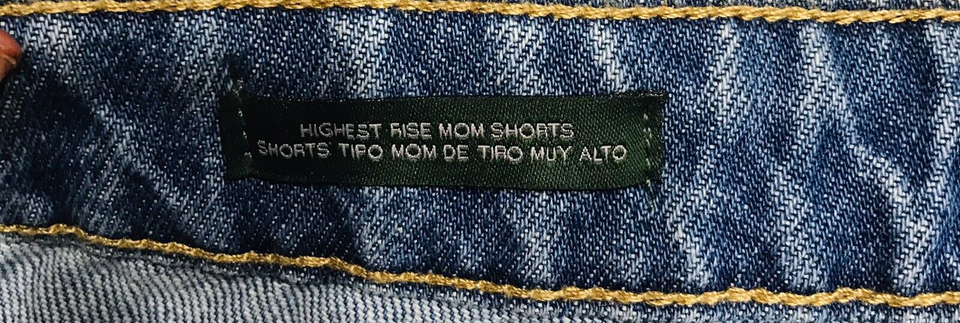 HIGHEST RISE MOM SHORTS
SHORTS TIPO MOM DE TIRO MUY ALTO